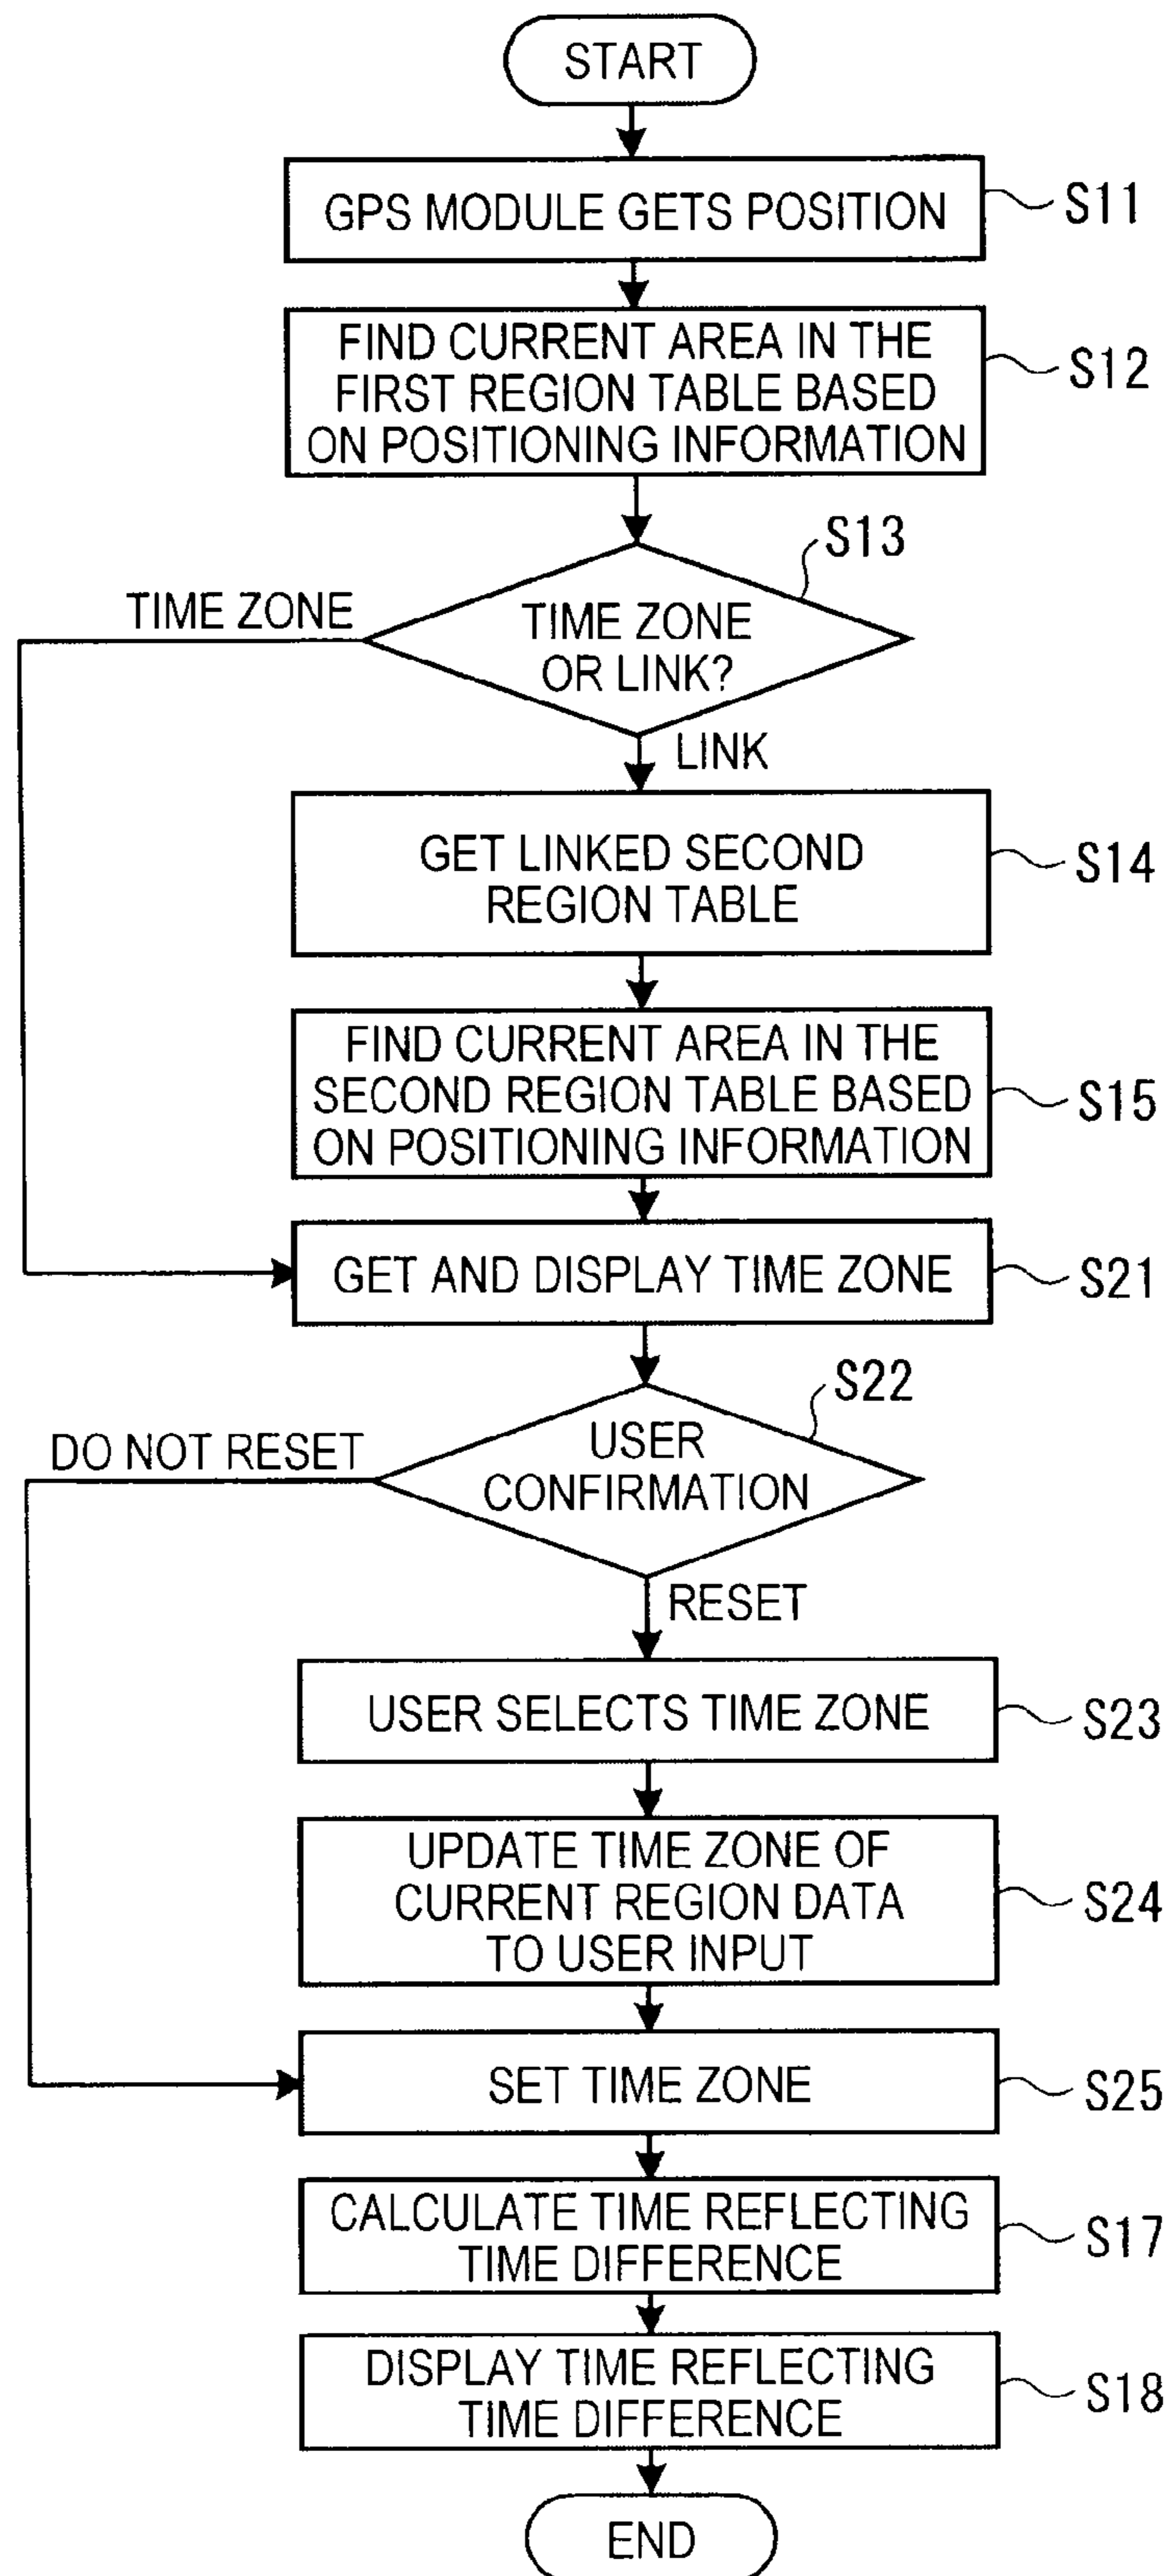 START
GPS MODULE GETS POSITION
S11
FIND CURRENT AREA IN THE
FIRST REGION TABLE BASED
ON POSITIONING INFORMATION
S12
S13
TIME ZONE
TIME ZONE
OR LINK?
LINK
GET LINKED SECOND
REGION TABLE
S14
FIND CURRENT AREA IN THE
SECOND REGION TABLE BASED
ON POSITIONING INFORMATION
S15
GET AND DISPLAY TIME ZONE
S21
S22
DO NOT RESET
USER
CONFIRMATION
RESET
USER SELECTS TIME ZONE
S23
UPDATE TIME ZONE OF
CURRENT REGION DATA
TO USER INPUT
S24
SET TIME ZONE
S25
CALCULATE TIME REFLECTING
TIME DIFFERENCE
S17
DISPLAY TIME REFLECTING
TIME DIFFERENCE
S18
END